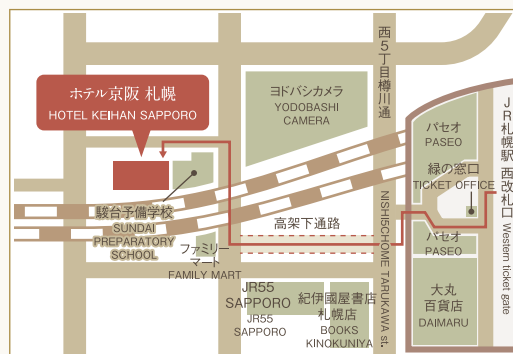 ホテル京阪 札幌
HOTEL KEIHAN SAPPORO
ヨドバシカメラ
YODOBASHI
CAMERA
西5丁目樽川通
NISHI5CHOME TARUKAWA st.
パセオ
PASEO
緑の窓口
TICKET OFFICE
JR札幌駅 西改札口
Western ticket gate
駿台予備学校
SUNDAI
PREPARATORY
SCHOOL
高架下通路
ファミリー
マート
FAMILY MART
パセオ
PASEO
JR55
SAPPORO
JR55
SAPPORO
紀伊國屋書店
札幌店
BOOKS
KINOKUNIYA
大丸
百貨店
DAIMARU